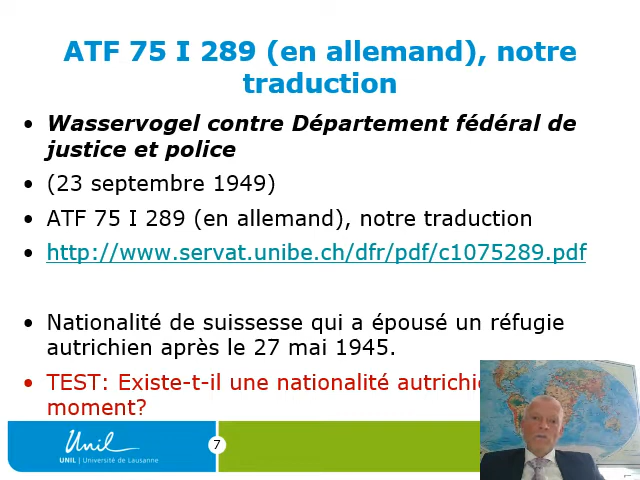 ATF 75 I 289 (en allemand), notre
traduction
• Wasservogel contre Département fédéral de
justice et police
• (23 septembre 1949)
• ATF 75 I 289 (en allemand), notre traduction
• http://www.servat.unibe.ch/dfr/pdf/c1075289.pdf
• Nationalité de suissesse qui a épousé un réfugie
autrichien après le 27 mai 1945.
• TEST: Existe-t-il une nationalité
moment?
Unil
UNIL | Université de Lausanne
7